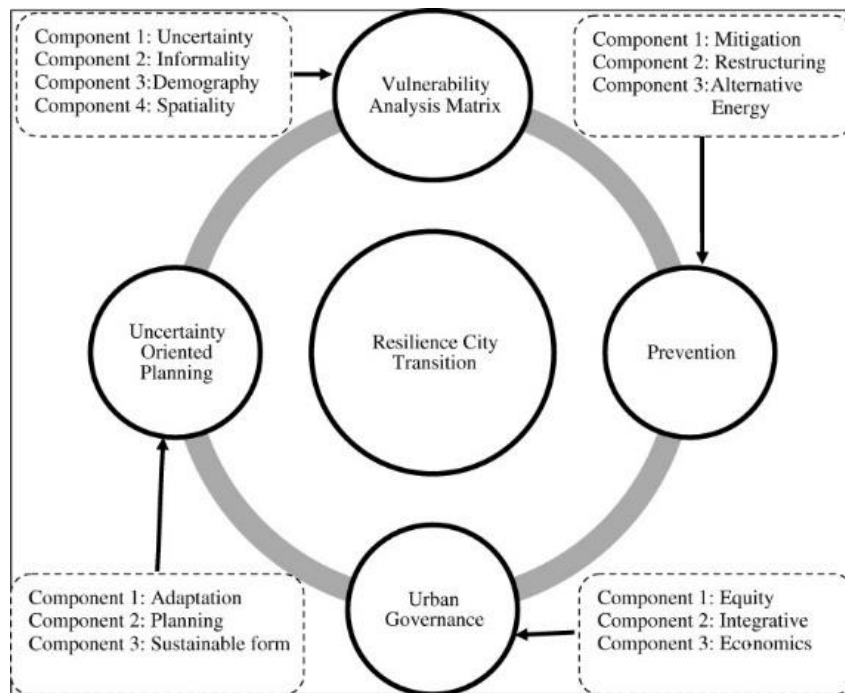 Component 1: Uncertainty
Component 2: Informality
Component 3:Demography
Component 4: Spatiality
Vulnerability
Analysis Matrix
Component 1: Mitigation
Component 2: Restructuring
Component 3:Alternative
Energy
Uncertainty
Oriented
Planning
Resilience City
Transition
Prevention
Component 1: Adaptation
Component 2: Planning
Component 3: Sustainable form
Urban
Governance
Component 1: Equity
Component 2: Integrative
Component 3: Economics